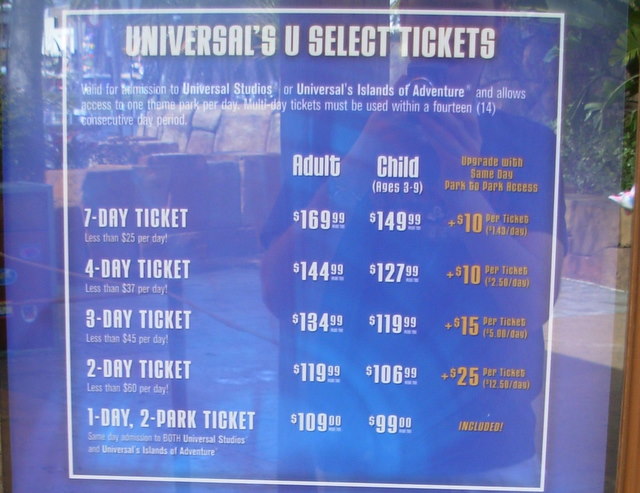 UNIVERSAL'S U SELECT TICKETS
Valid for admission to Universal Studios or Universal's Islands of Adventure® and allows
access to one theme park per day. Multi-day tickets must be used within a fourteen (14)
consecutive day period.
Adult Child Upgrade with
(Ages 3-9) Same Day
Park to Park Access
7-DAY TICKET $169.99 $149.99 +$10 Per Ticket
Less than $25 per day! ($1.43/day)
4-DAY TICKET $144.99 $127.99 +$10 Per Ticket
Less than $37 per day! ($2.50/day)
3-DAY TICKET $134.99 $119.99 +$15 Per Ticket
Less than $45 per day! ($5.00/day)
2-DAY TICKET $119.99 $106.99 +$25 Per Ticket
Less than $60 per day! ($12.50/day)
1-DAY, 2-PARK TICKET $109.00 $99.00 INCLUDED!
Same day admission to BOTH Universal Studios®
and Universal's Islands of Adventure®